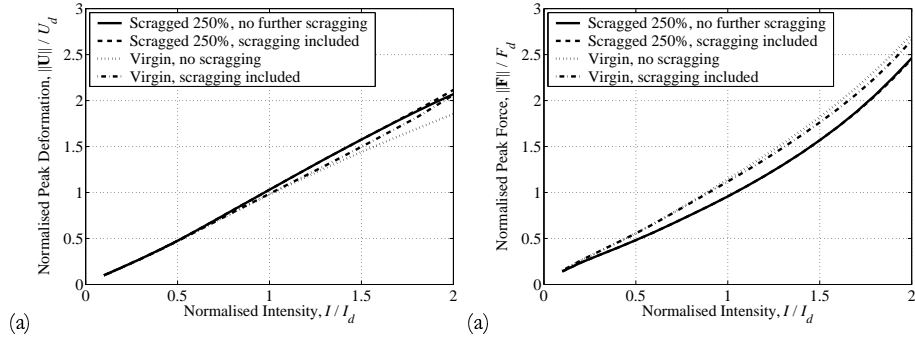 3
2.5
2
1.5
1
0.5
0
0 0.5 1 1.5 2
Normalised Peak Deformation, ||U|| / U_d
Normalised Intensity, I / I_d
Scragged 250%, no further scragging
Scragged 250%, scragging included
Virgin, no scragging
Virgin, scragging included
(a)
3
2.5
2
1.5
1
0.5
0
0 0.5 1 1.5 2
Normalised Peak Force, ||F|| / F_d
Normalised Intensity, I / I_d
Scragged 250%, no further scragging
Scragged 250%, scragging included
Virgin, no scragging
Virgin, scragging included
(a)